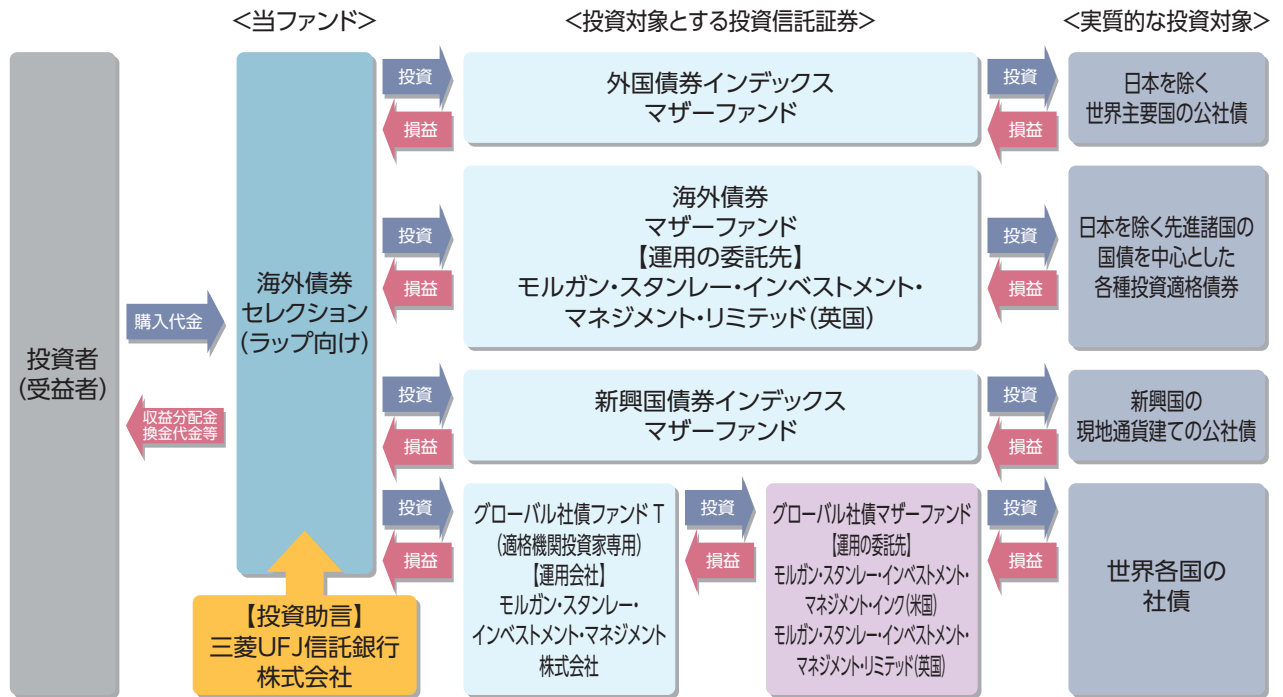 <当ファンド>
<投資対象とする投資信託証券>
<実質的な投資対象>
投資者
(受益者)
購入代金
収益分配金
換金代金等
海外債券
セレクション
(ラップ向け)
【投資助言】
三菱UFJ信託銀行
株式会社
投資
損益
外国債券インデックス
マザーファンド
投資
損益
日本を除く
世界主要国の公社債
投資
損益
海外債券
マザーファンド
【運用の委託先】
モルガン・スタンレー・インベストメント・
マネジメント・リミテッド(英国)
投資
損益
日本を除く先進諸国の
国債を中心とした
各種投資適格債券
投資
損益
新興国債券インデックス
マザーファンド
投資
損益
新興国の
現地通貨建ての公社債
投資
損益
グローバル社債ファンド T
(適格機関投資家専用)
【運用会社】
モルガン・スタンレー・
インベストメント・マネジメント
株式会社
投資
損益
グローバル社債マザーファンド
【運用の委託先】
モルガン・スタンレー・インベストメント・
マネジメント・インク(米国)
モルガン・スタンレー・インベストメント・
マネジメント・リミテッド(英国)
投資
損益
世界各国の
社債